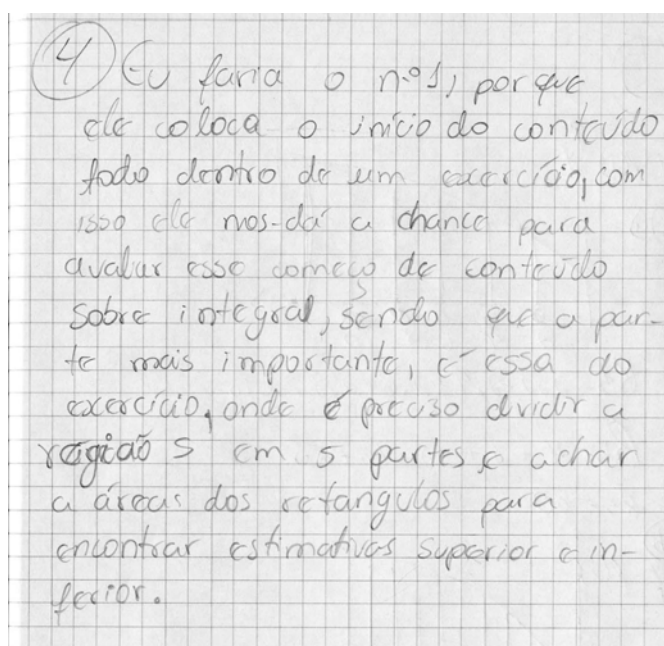 4 Eu faria o n.º 1, porque
ele coloca o início do conteúdo
todo dentro de um exercício, com
isso ele nos-dá a chance para
avaliar esse começo de conteúdo
sobre integral, sendo que a par-
te mais importante, é essa do
exercício, onde é preciso dividir a
região S em 5 partes e achar
a áreas dos retangulos para
encontrar estimativas superior e in-
ferior.